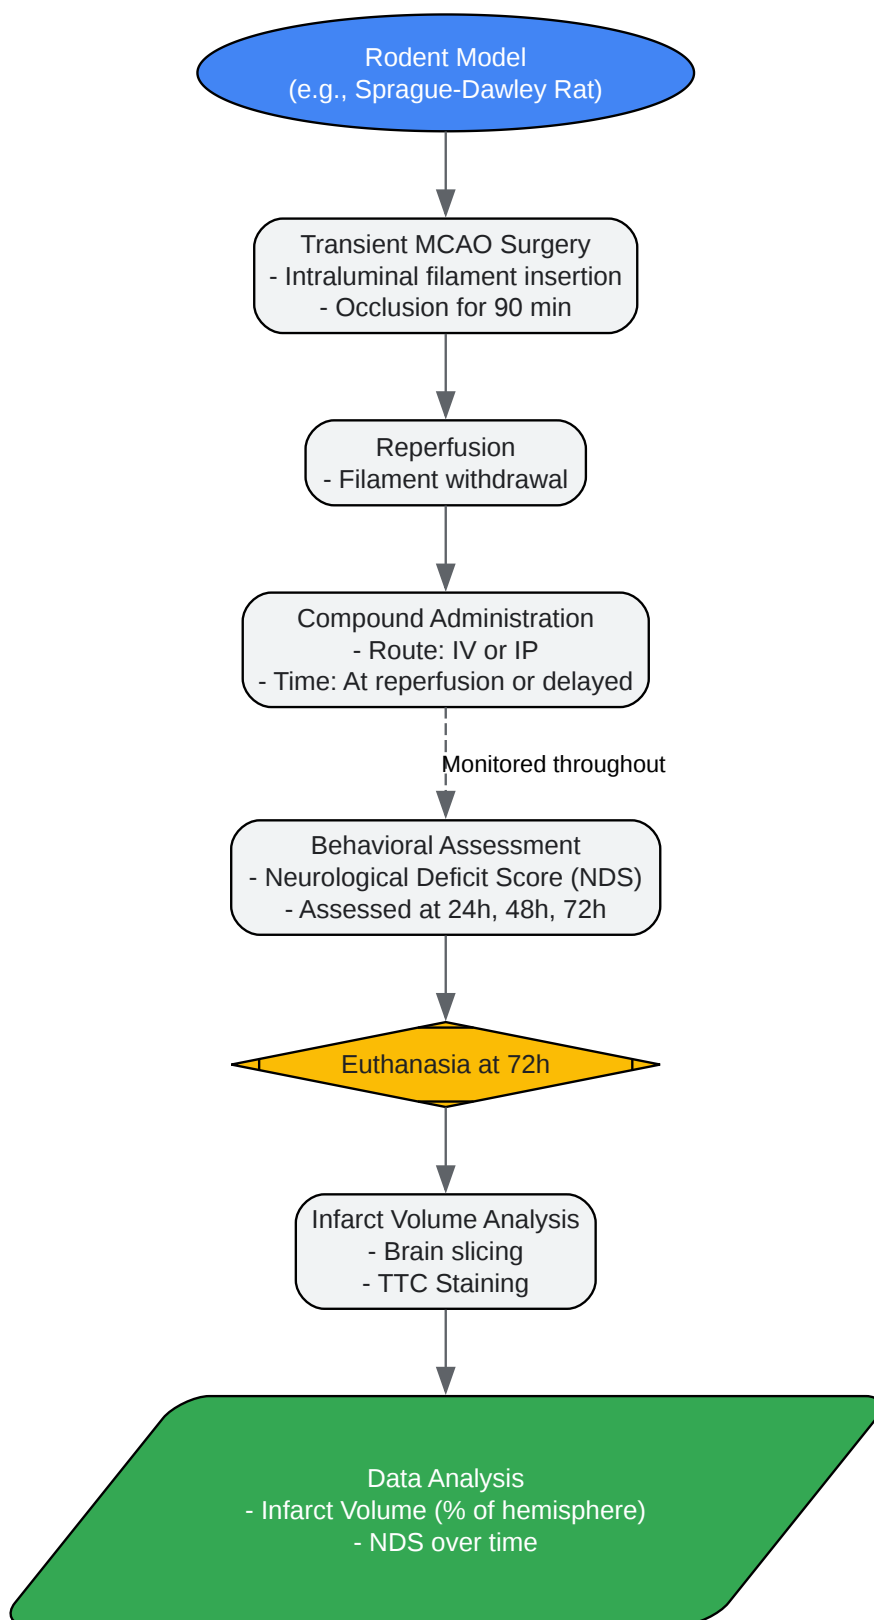 Rodent Model
(e.g., Sprague-Dawley Rat)
Transient MCAO Surgery
- Intraluminal filament insertion
- Occlusion for 90 min
Reperfusion
- Filament withdrawal
Compound Administration
- Route: IV or IP
- Time: At reperfusion or delayed
Monitored throughout
Behavioral Assessment
- Neurological Deficit Score (NDS)
- Assessed at 24h, 48h, 72h
Euthanasia at 72h
Infarct Volume Analysis
- Brain slicing
- TTC Staining
Data Analysis
- Infarct Volume (% of hemisphere)
- NDS over time